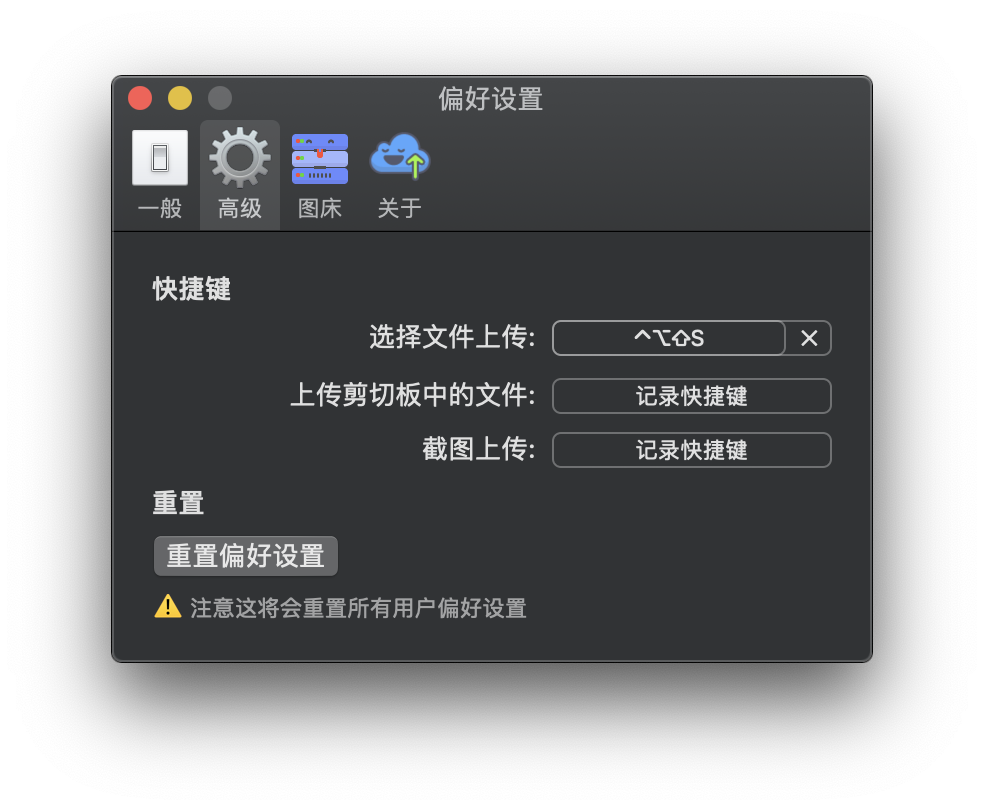 偏好设置
一般
高级
图床
关于
快捷键
选择文件上传: ^⌥⇧S ✕
上传剪切板中的文件: 记录快捷键
截图上传: 记录快捷键
重置
重置偏好设置
注意这将会重置所有用户偏好设置